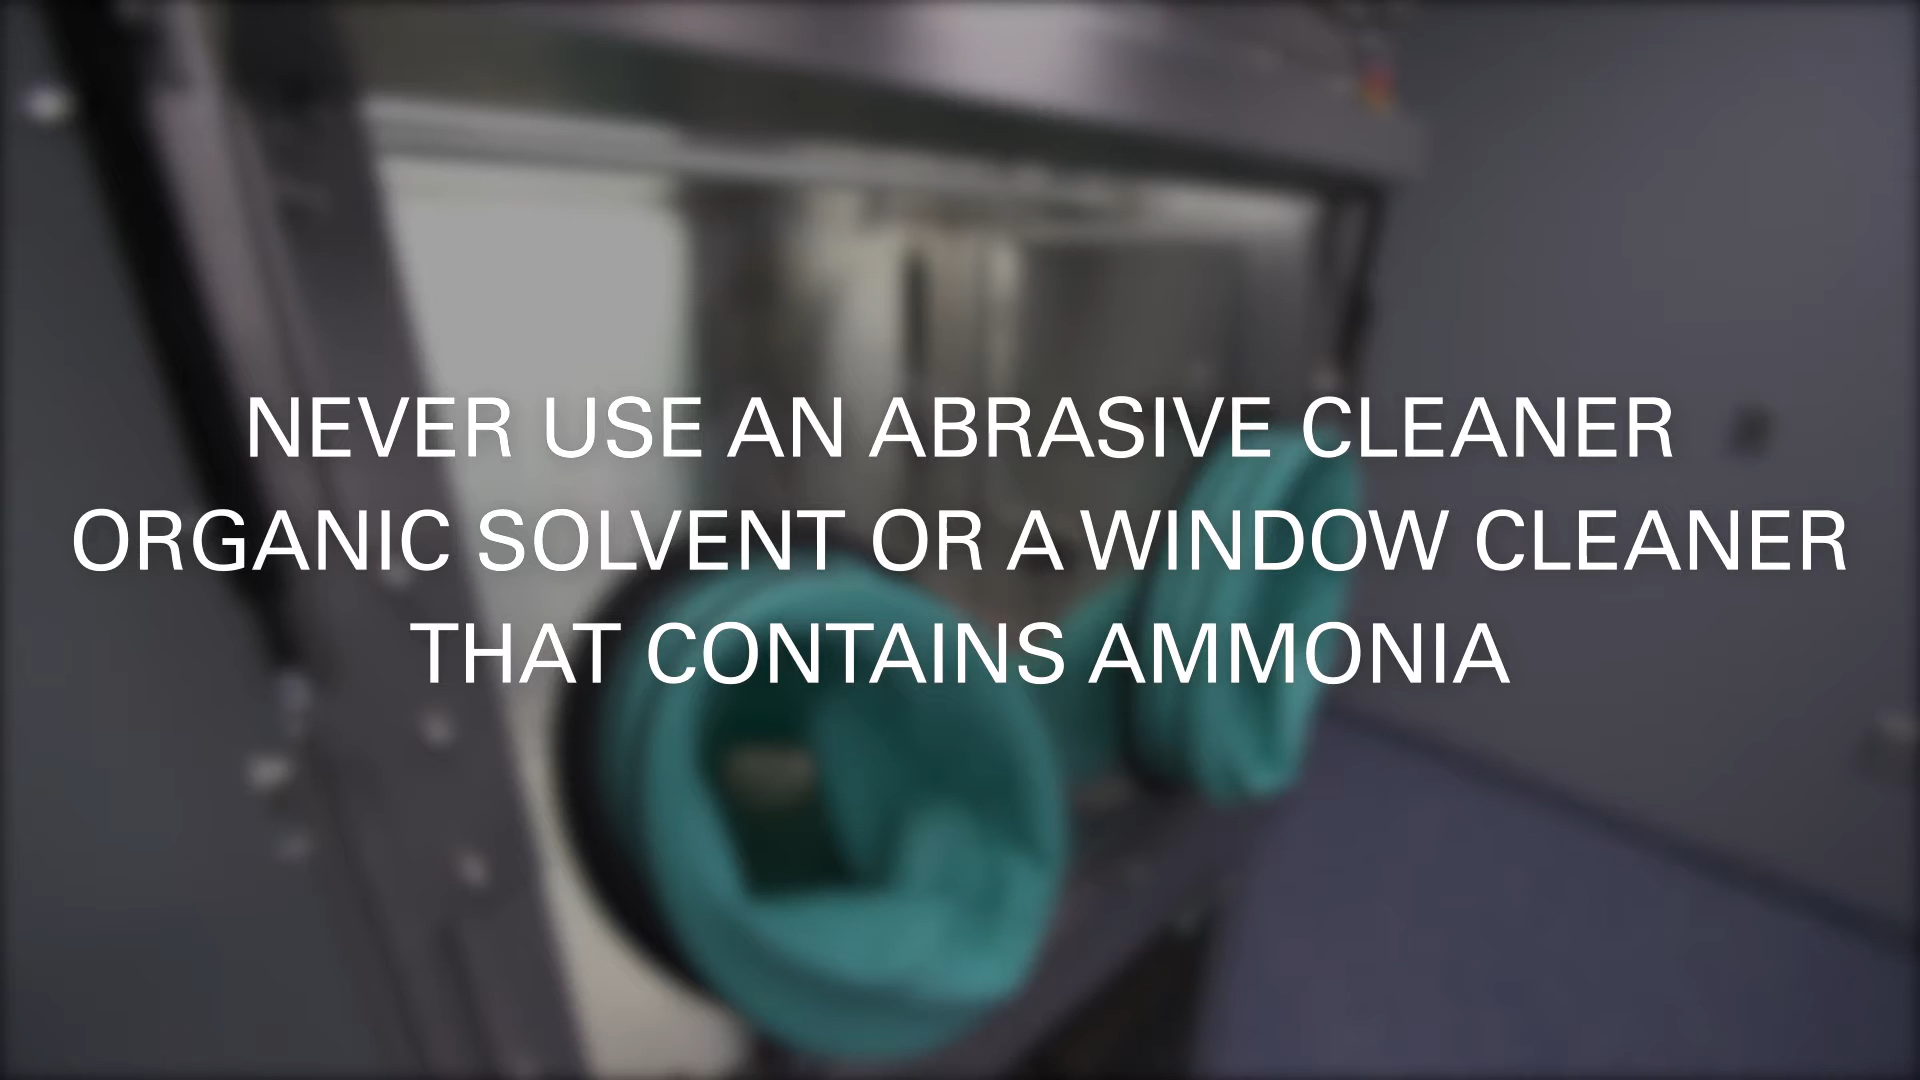 NEVER USE AN ABRASIVE CLEANER
ORGANIC SOLVENT OR A WINDOW CLEANER
THAT CONTAINS AMMONIA